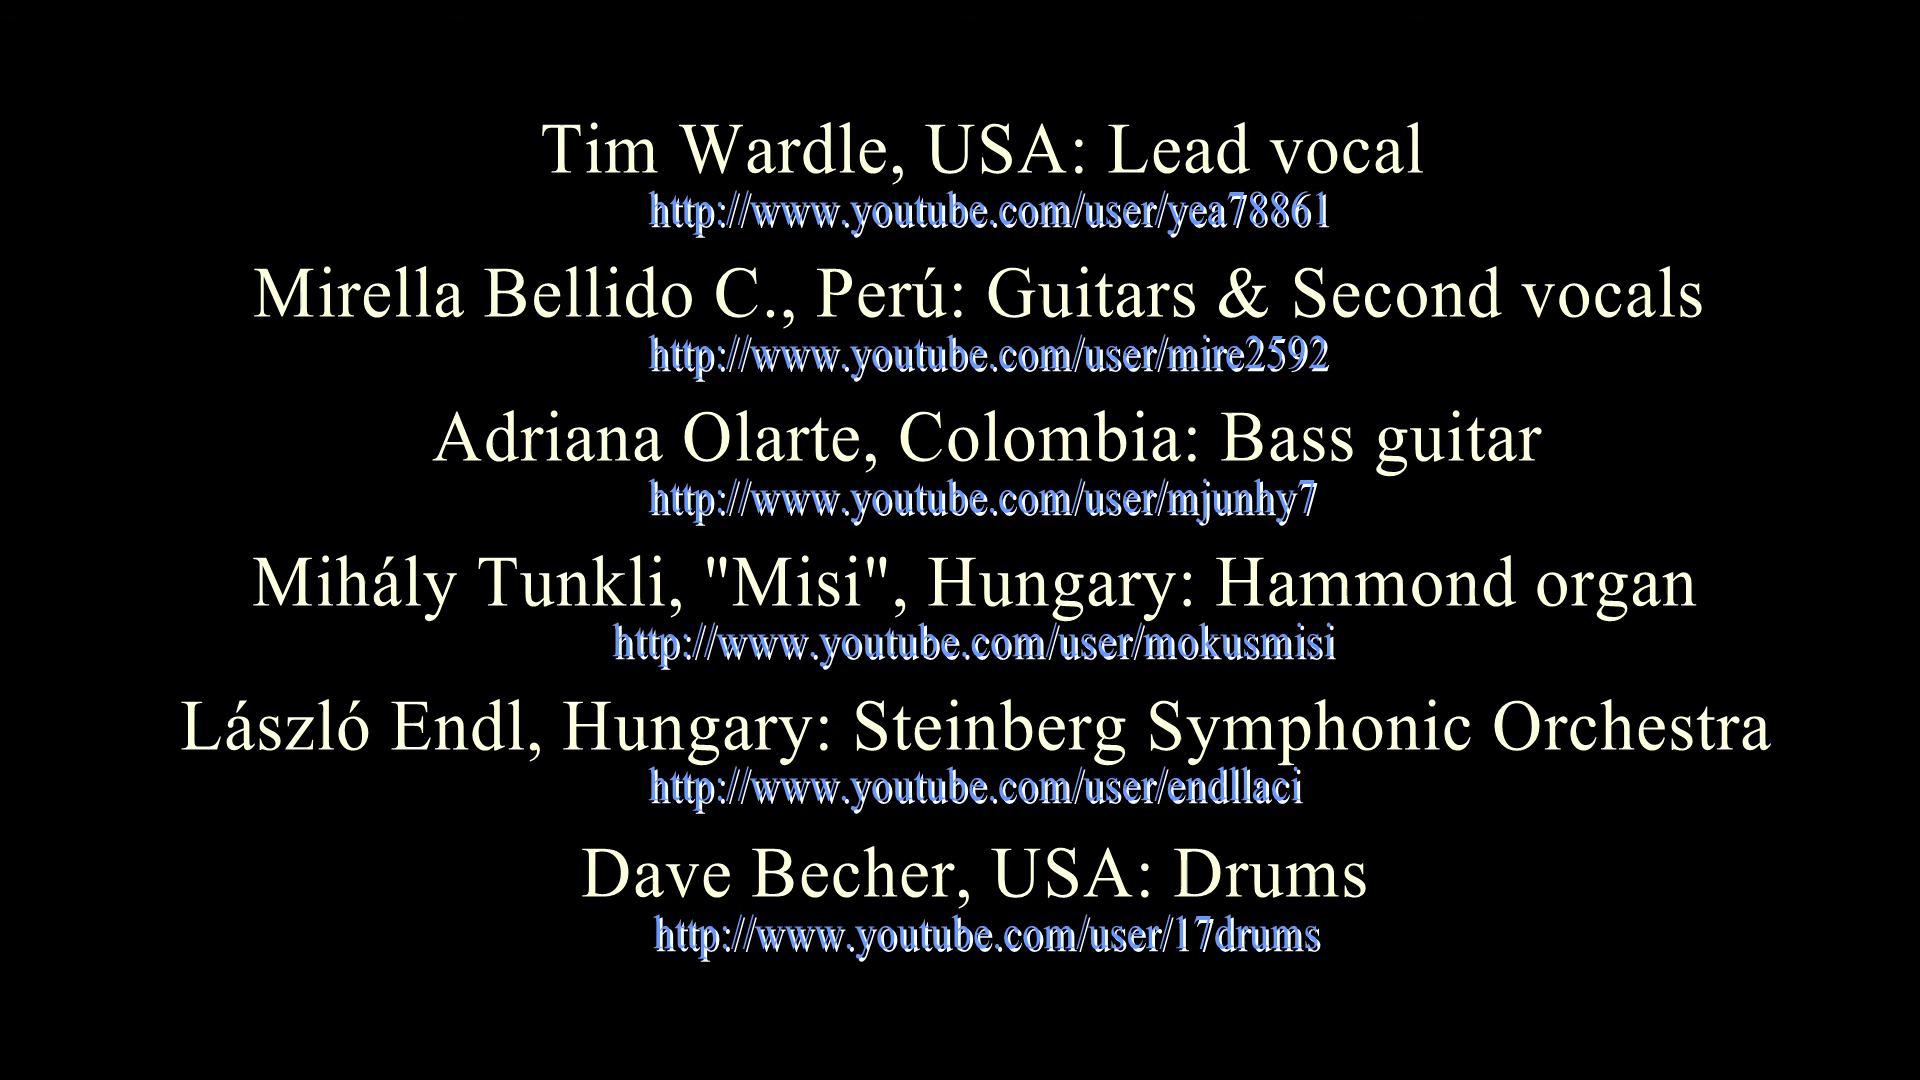 Tim Wardle, USA: Lead vocal
http://www.youtube.com/user/yea78861
Mirella Bellido C., Perú: Guitars & Second vocals
http://www.youtube.com/user/mire2592
Adriana Olarte, Colombia: Bass guitar
http://www.youtube.com/user/mjunhy7
Mihály Tunkli, "Misi", Hungary: Hammond organ
http://www.youtube.com/user/mokusmisi
László Endl, Hungary: Steinberg Symphonic Orchestra
http://www.youtube.com/user/endllaci
Dave Becher, USA: Drums
http://www.youtube.com/user/17drums